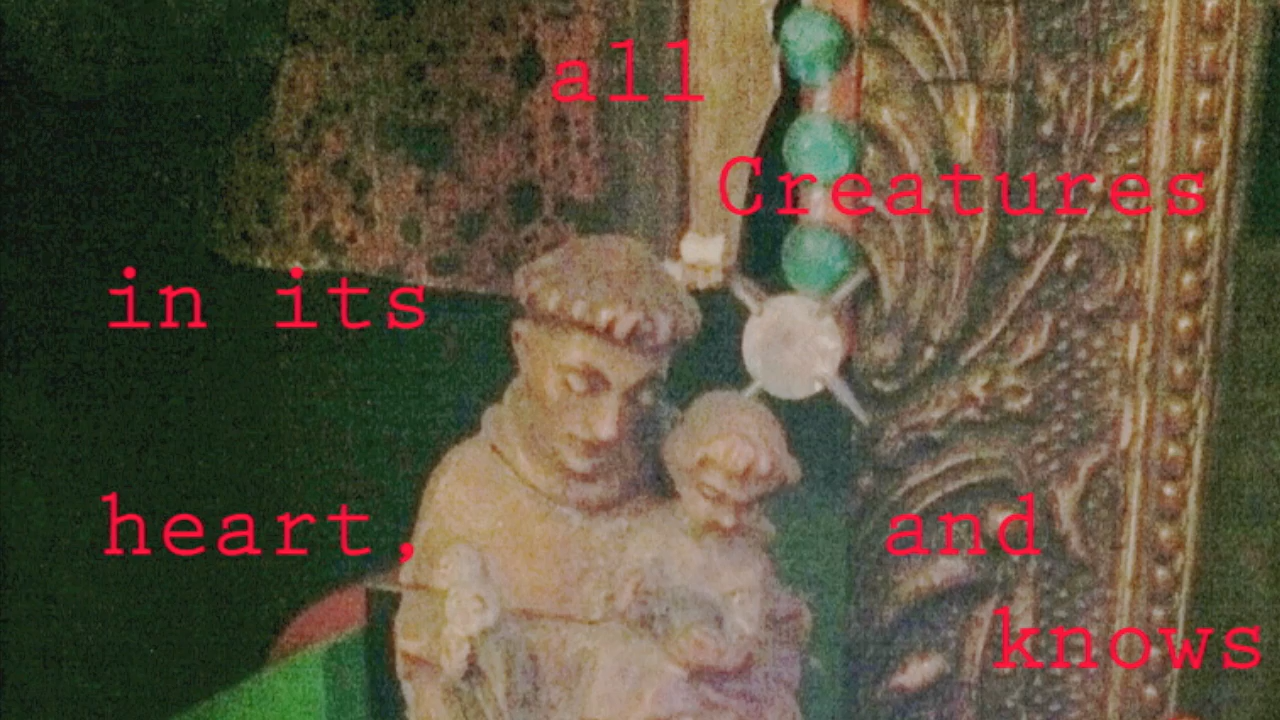 all
Creatures
in its
heart, and
knows